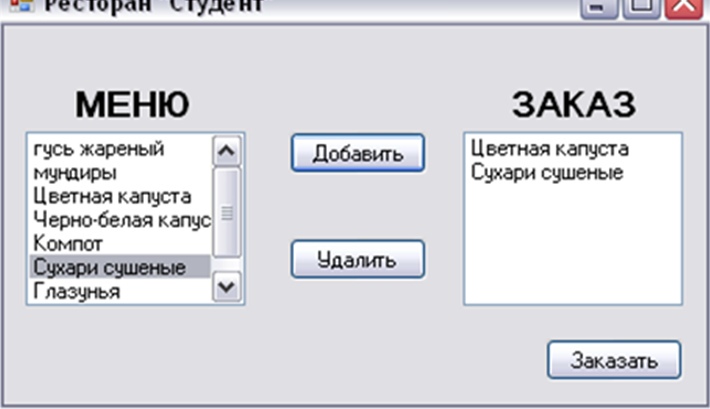 Ресторан "Студент"
МЕНЮ
гусь жареный
мундиры
Цветная капуста
Черно-белая капус
Компот
Сухари сушеные
Глазунья
Добавить
Удалить
ЗАКАЗ
Цветная капуста
Сухари сушеные
Заказать